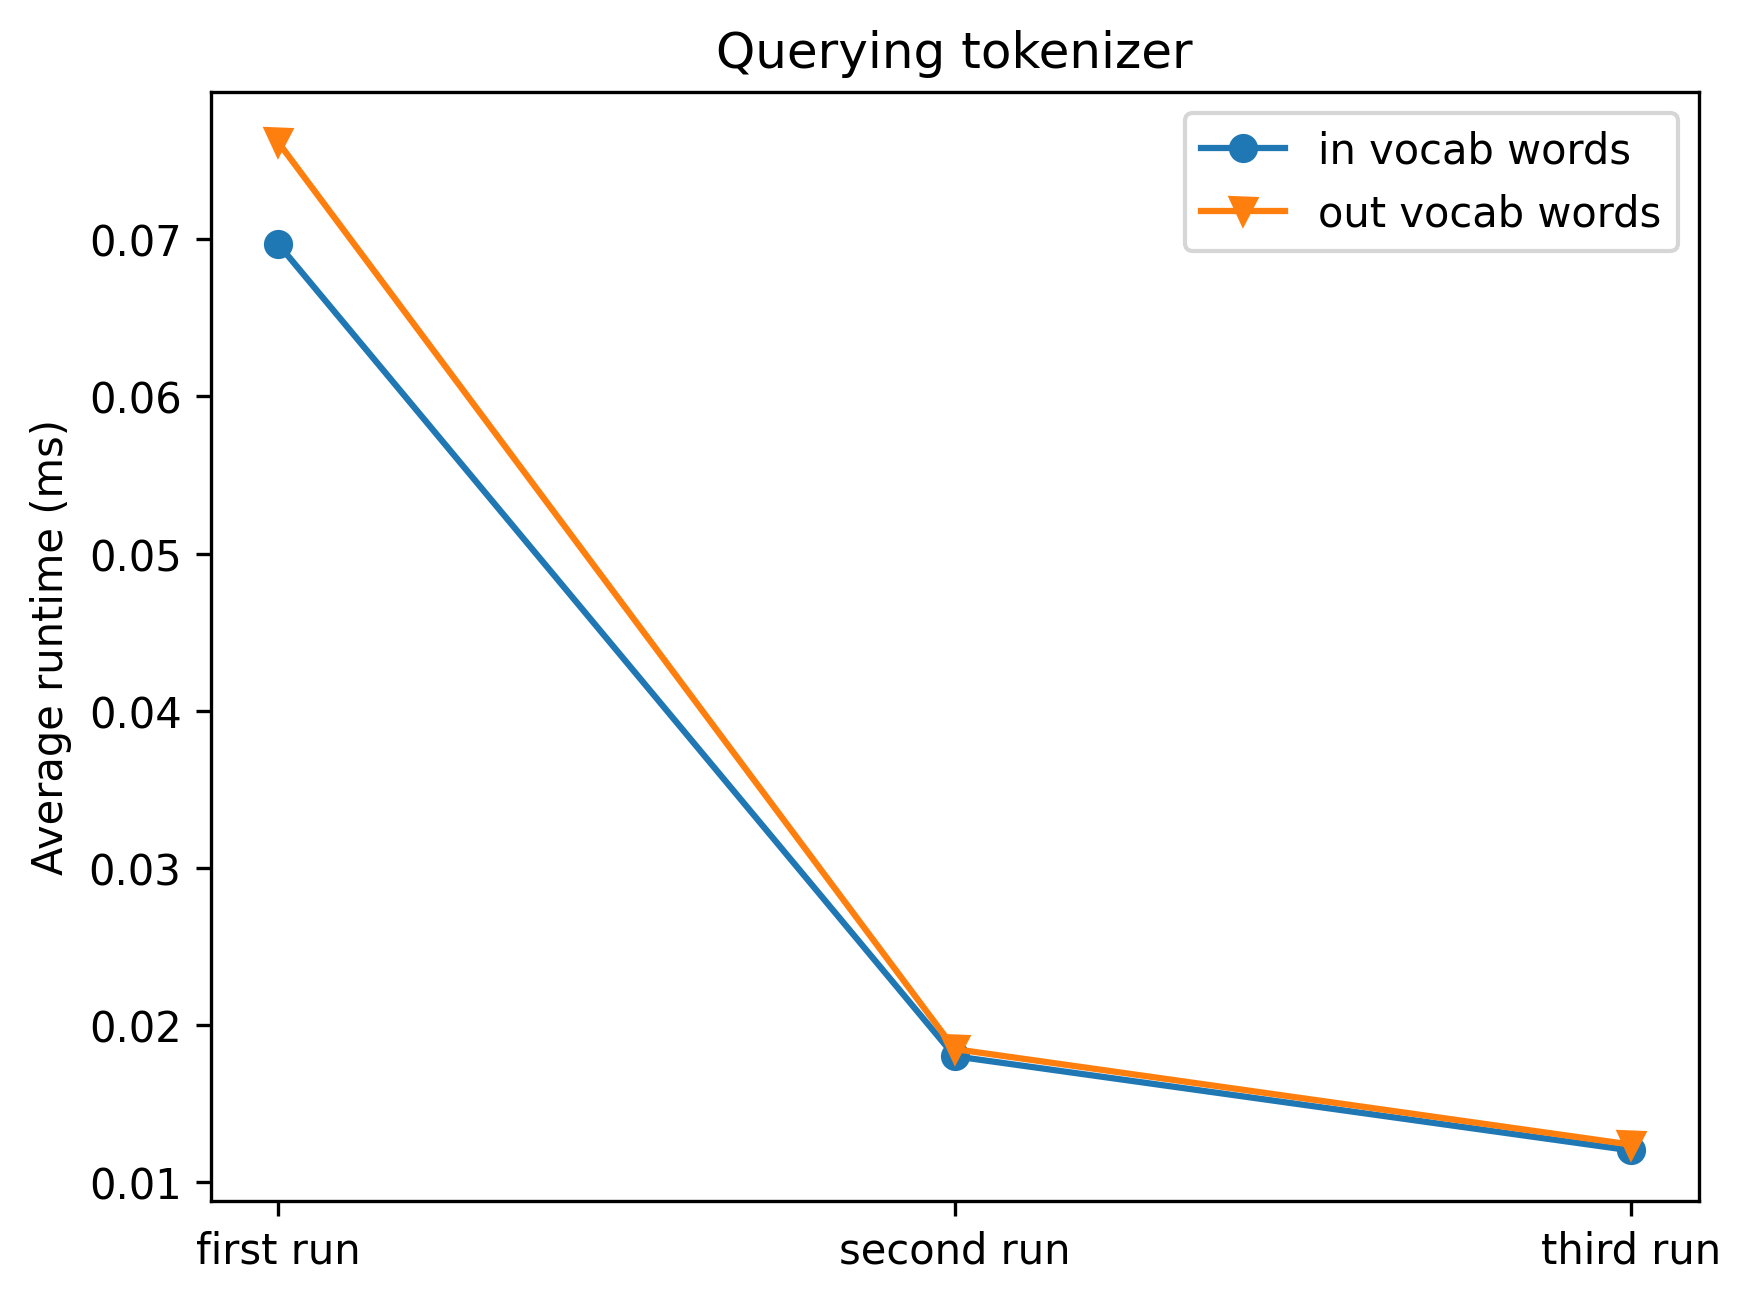 Querying tokenizer
in vocab words
out vocab words
Average runtime (ms)
0.07
0.06
0.05
0.04
0.03
0.02
0.01
first run
second run
third run